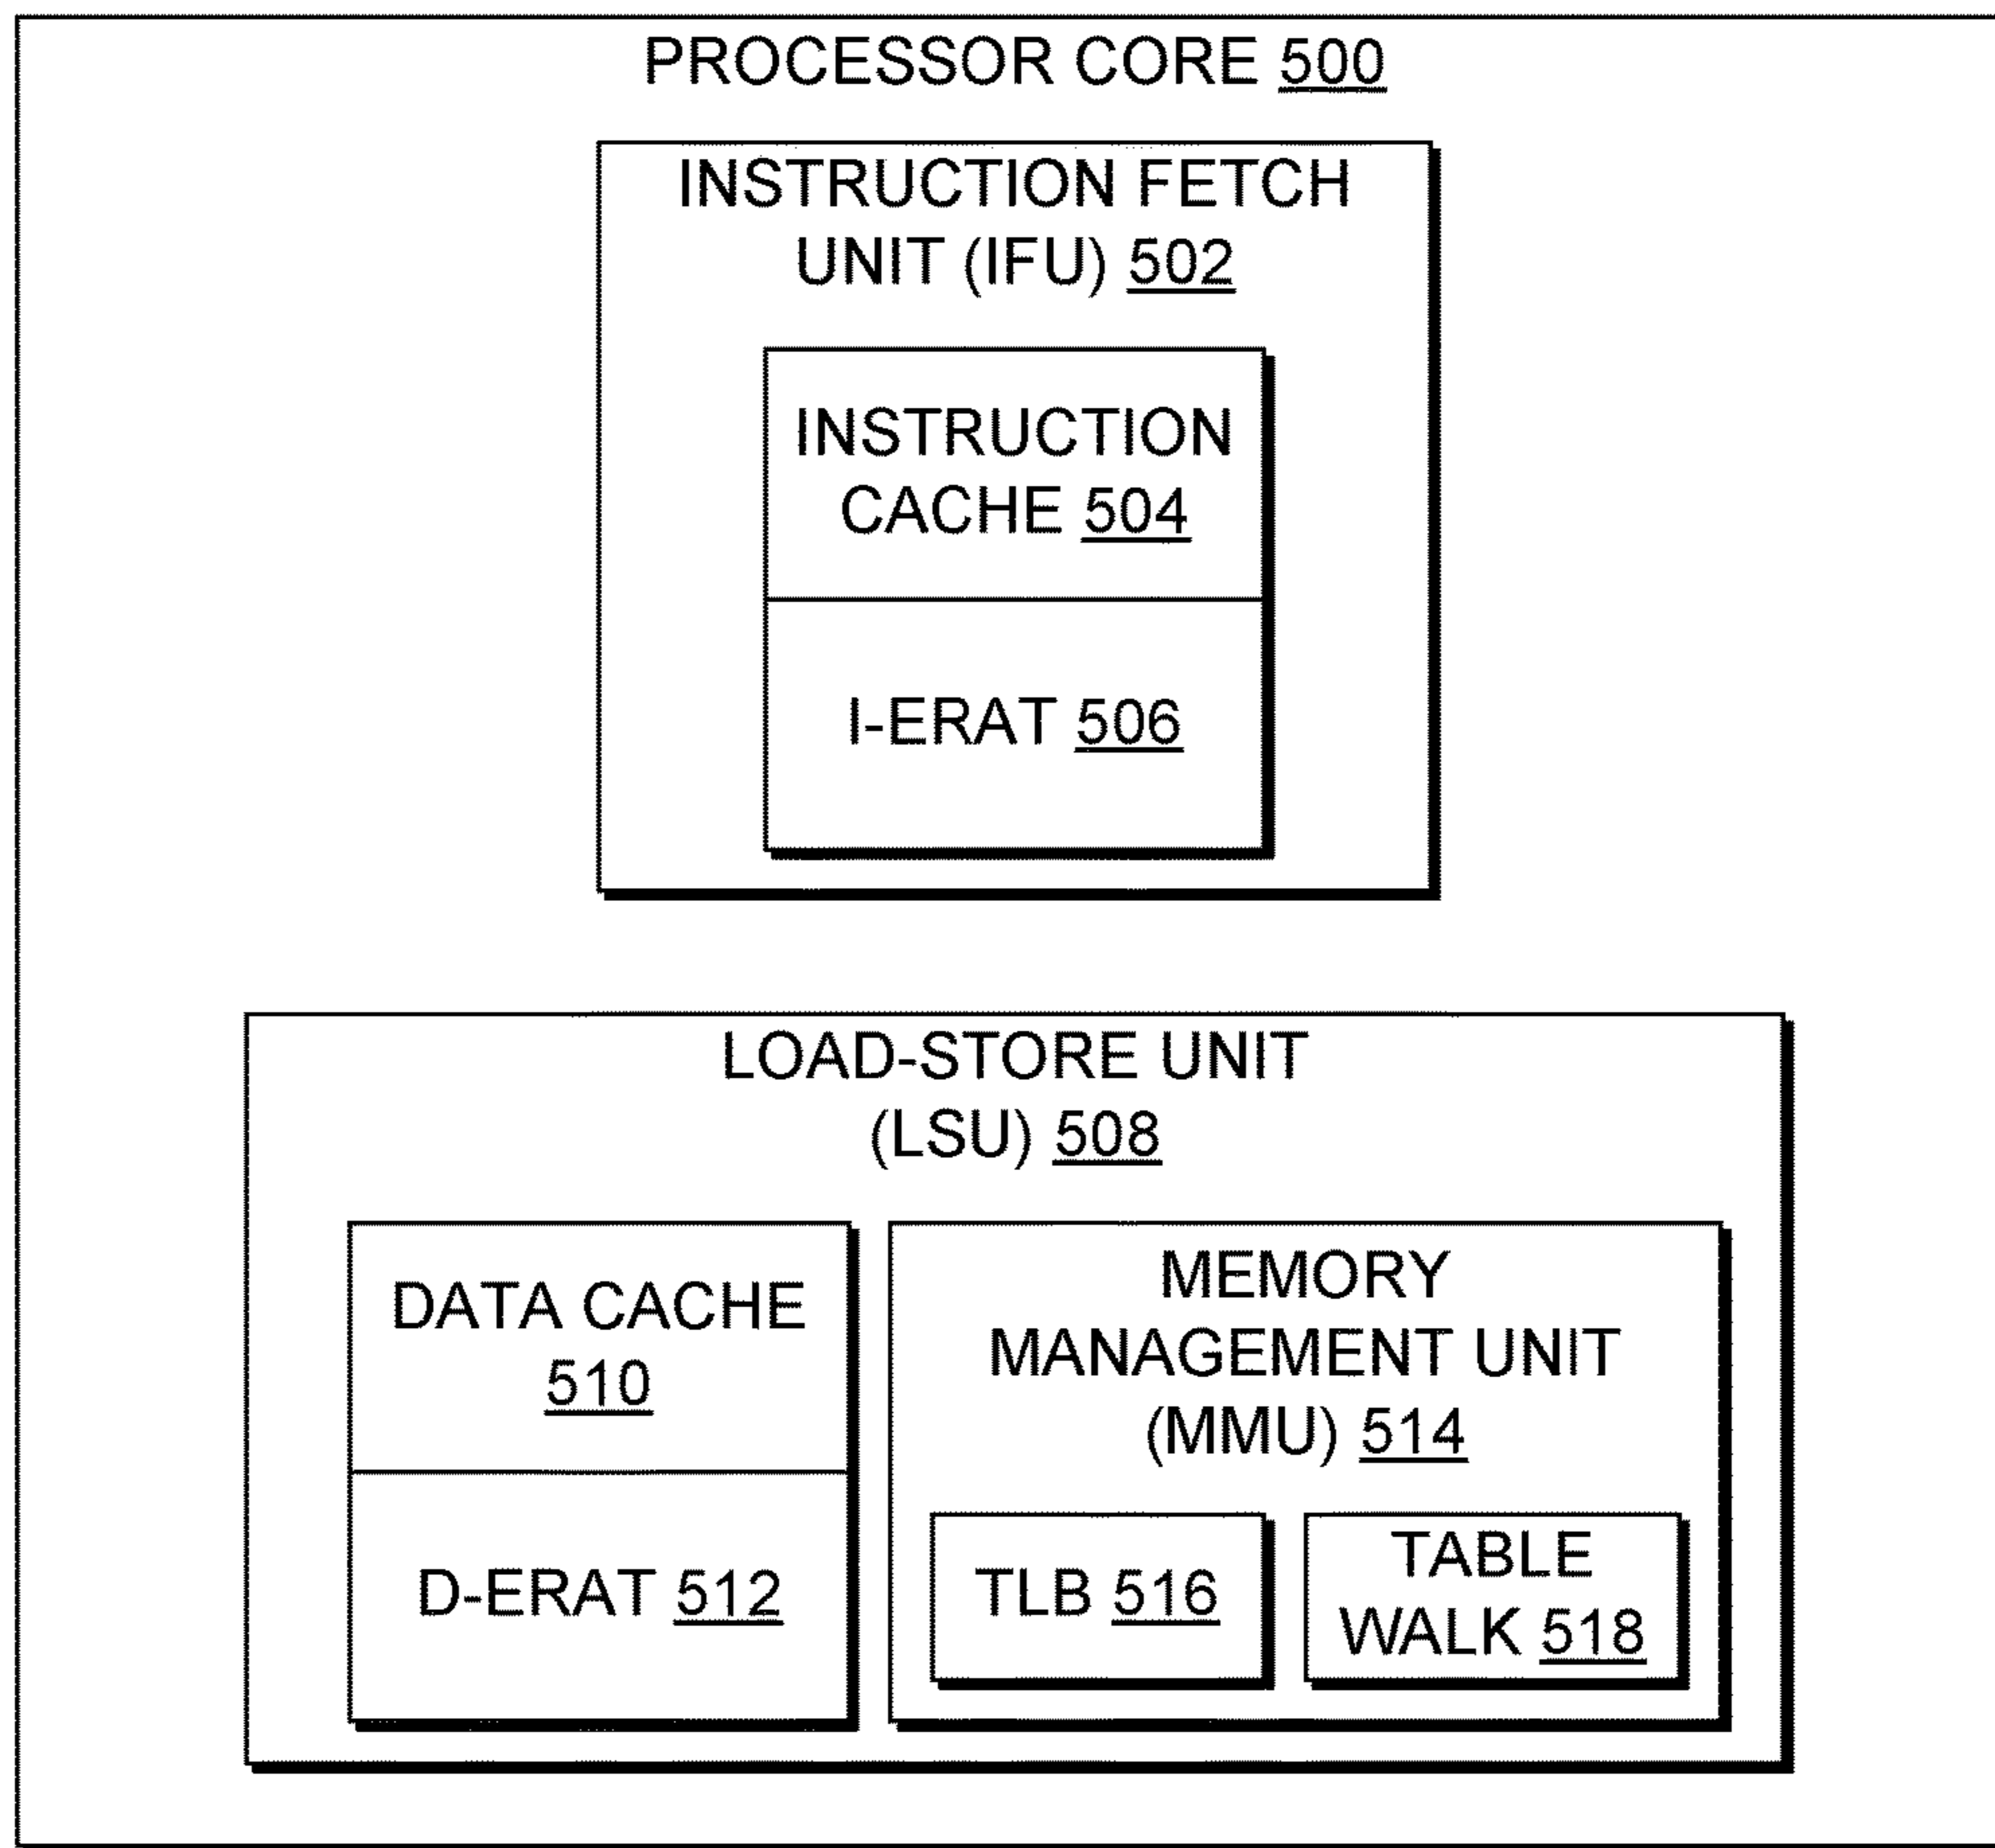 PROCESSOR CORE 500
INSTRUCTION FETCH
UNIT (IFU) 502
INSTRUCTION
CACHE 504
I-ERAT 506
LOAD-STORE UNIT
(LSU) 508
DATA CACHE
510
D-ERAT 512
MEMORY
MANAGEMENT UNIT
(MMU) 514
TLB 516
TABLE
WALK 518